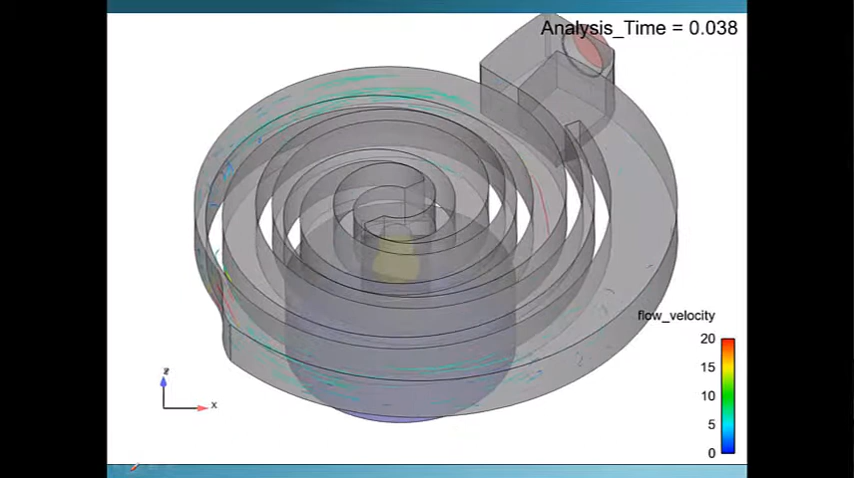 Analysis_Time = 0.038
flow_velocity
20
15
10
5
0
z
x